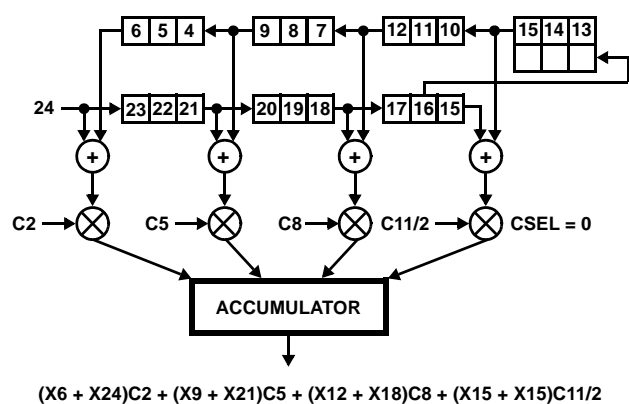 6 5 4 9 8 7 12 11 10 15 14 13
24 23 22 21 20 19 18 17 16 15
+ + + +
C2 C5 C8 C11/2 CSEL = 0
ACCUMULATOR
(X6 + X24)C2 + (X9 + X21)C5 + (X12 + X18)C8 + (X15 + X15)C11/2